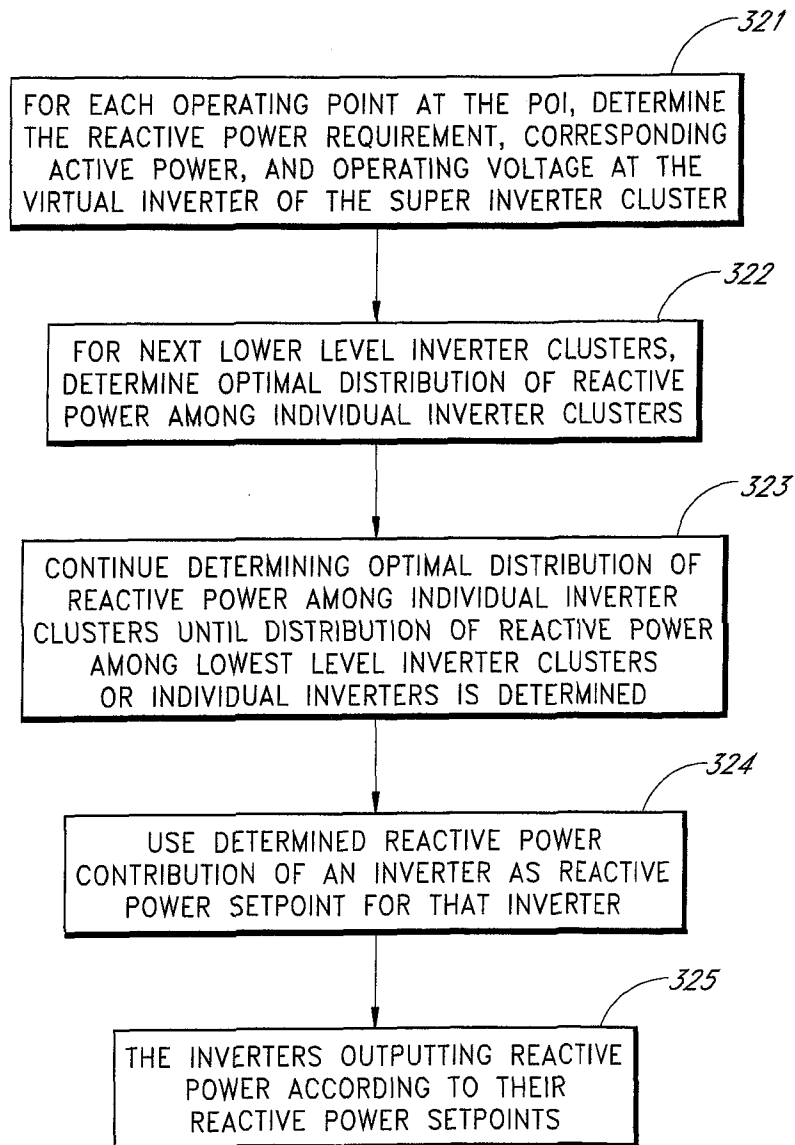 321
FOR EACH OPERATING POINT AT THE POI, DETERMINE
THE REACTIVE POWER REQUIREMENT, CORRESPONDING
ACTIVE POWER, AND OPERATING VOLTAGE AT THE
VIRTUAL INVERTER OF THE SUPER INVERTER CLUSTER
322
FOR NEXT LOWER LEVEL INVERTER CLUSTERS,
DETERMINE OPTIMAL DISTRIBUTION OF REACTIVE
POWER AMONG INDIVIDUAL INVERTER CLUSTERS
323
CONTINUE DETERMINING OPTIMAL DISTRIBUTION OF
REACTIVE POWER AMONG INDIVIDUAL INVERTER
CLUSTERS UNTIL DISTRIBUTION OF REACTIVE POWER
AMONG LOWEST LEVEL INVERTER CLUSTERS
OR INDIVIDUAL INVERTERS IS DETERMINED
324
USE DETERMINED REACTIVE POWER
CONTRIBUTION OF AN INVERTER AS REACTIVE
POWER SETPOINT FOR THAT INVERTER
325
THE INVERTERS OUTPUTTING REACTIVE
POWER ACCORDING TO THEIR
REACTIVE POWER SETPOINTS